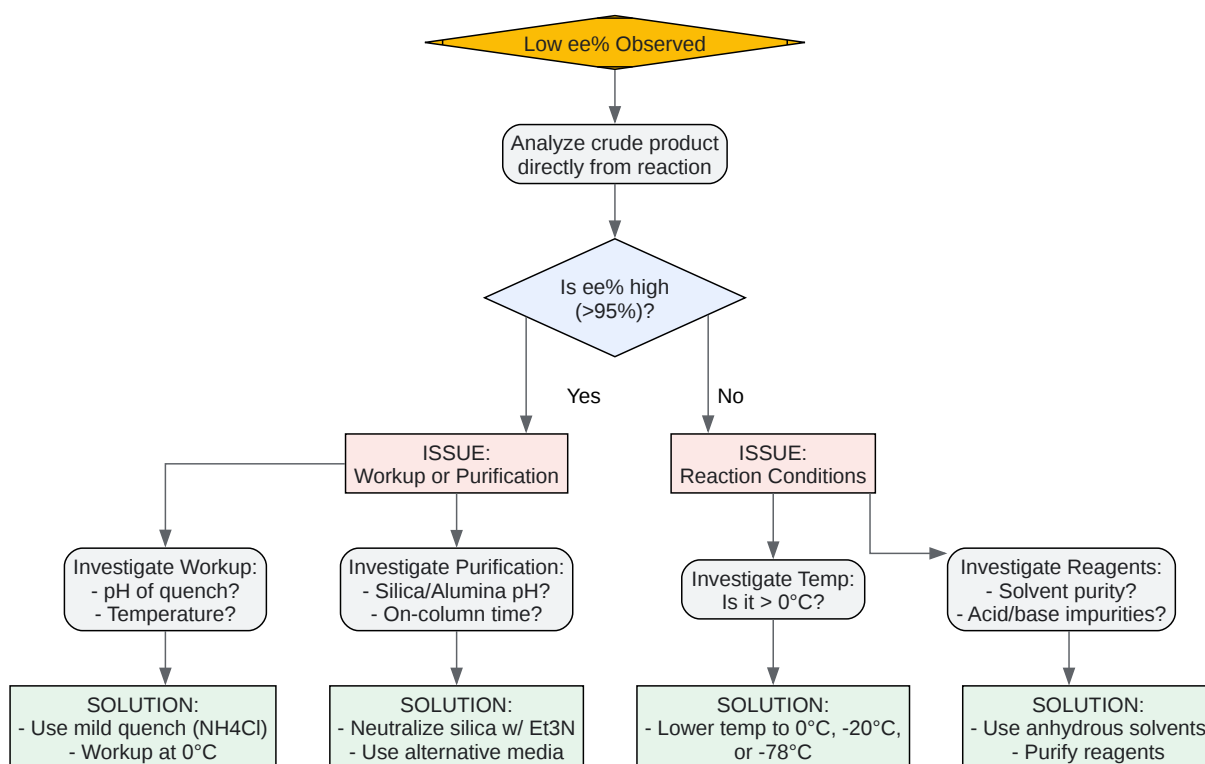 Low ee% Observed
Analyze crude product
directly from reaction
Is ee% high
(>95%)?
Yes
No
ISSUE:
Workup or Purification
ISSUE:
Reaction Conditions
Investigate Workup:
- pH of quench?
- Temperature?
Investigate Purification:
- Silica/Alumina pH?
- On-column time?
Investigate Temp:
Is it > 0°C?
Investigate Reagents:
- Solvent purity?
- Acid/base impurities?
SOLUTION:
- Use mild quench (NH4Cl)
- Workup at 0°C
SOLUTION:
- Neutralize silica w/ Et3N
- Use alternative media
SOLUTION:
- Lower temp to 0°C, -20°C,
or -78°C
SOLUTION:
- Use anhydrous solvents
- Purify reagents